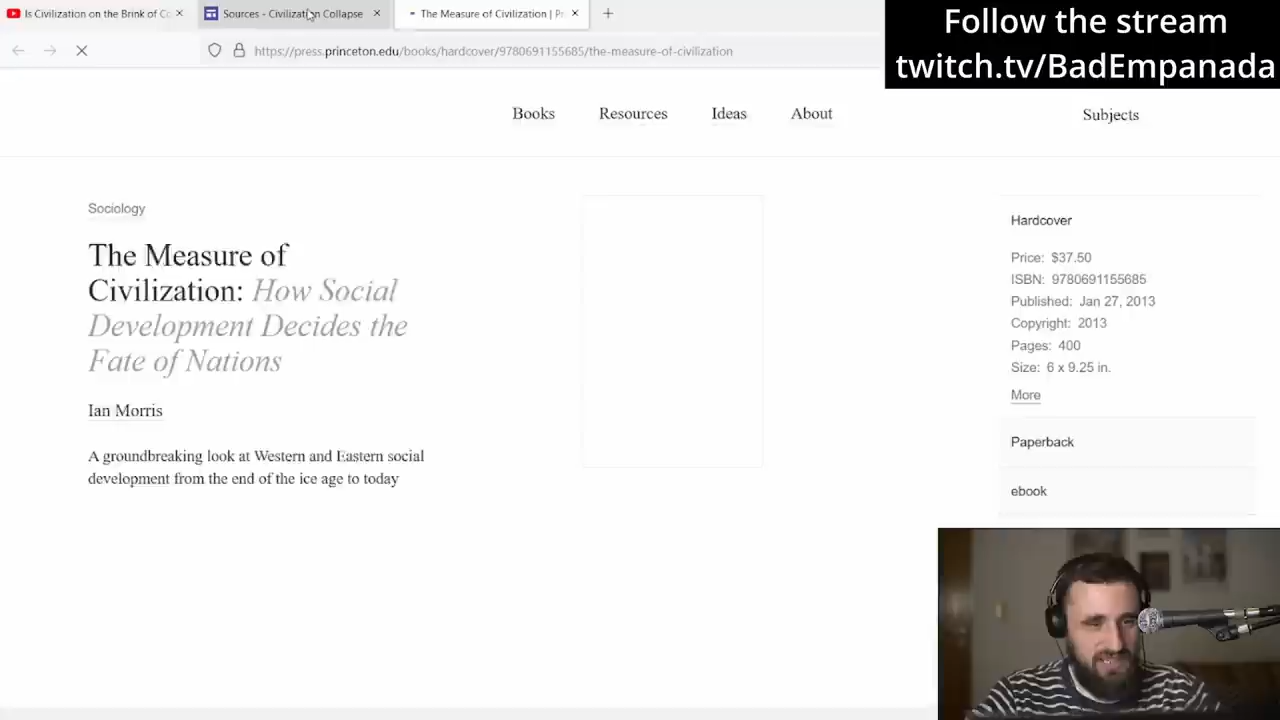 Is Civilization on the Brink of Co
Sources - Civilization Collapse
The Measure of Civilization | Pr
Follow the stream
twitch.tv/BadEmpanada
https://press.princeton.edu/books/hardcover/9780691155685/the-measure-of-civilization
Books
Resources
Ideas
About
Subjects
Sociology
The Measure of
Civilization: How Social
Development Decides the
Fate of Nations
Ian Morris
A groundbreaking look at Western and Eastern social
development from the end of the ice age to today
Hardcover
Price: $37.50
ISBN: 9780691155685
Published: Jan 27, 2013
Copyright: 2013
Pages: 400
Size: 6 x 9.25 in.
More
Paperback
ebook